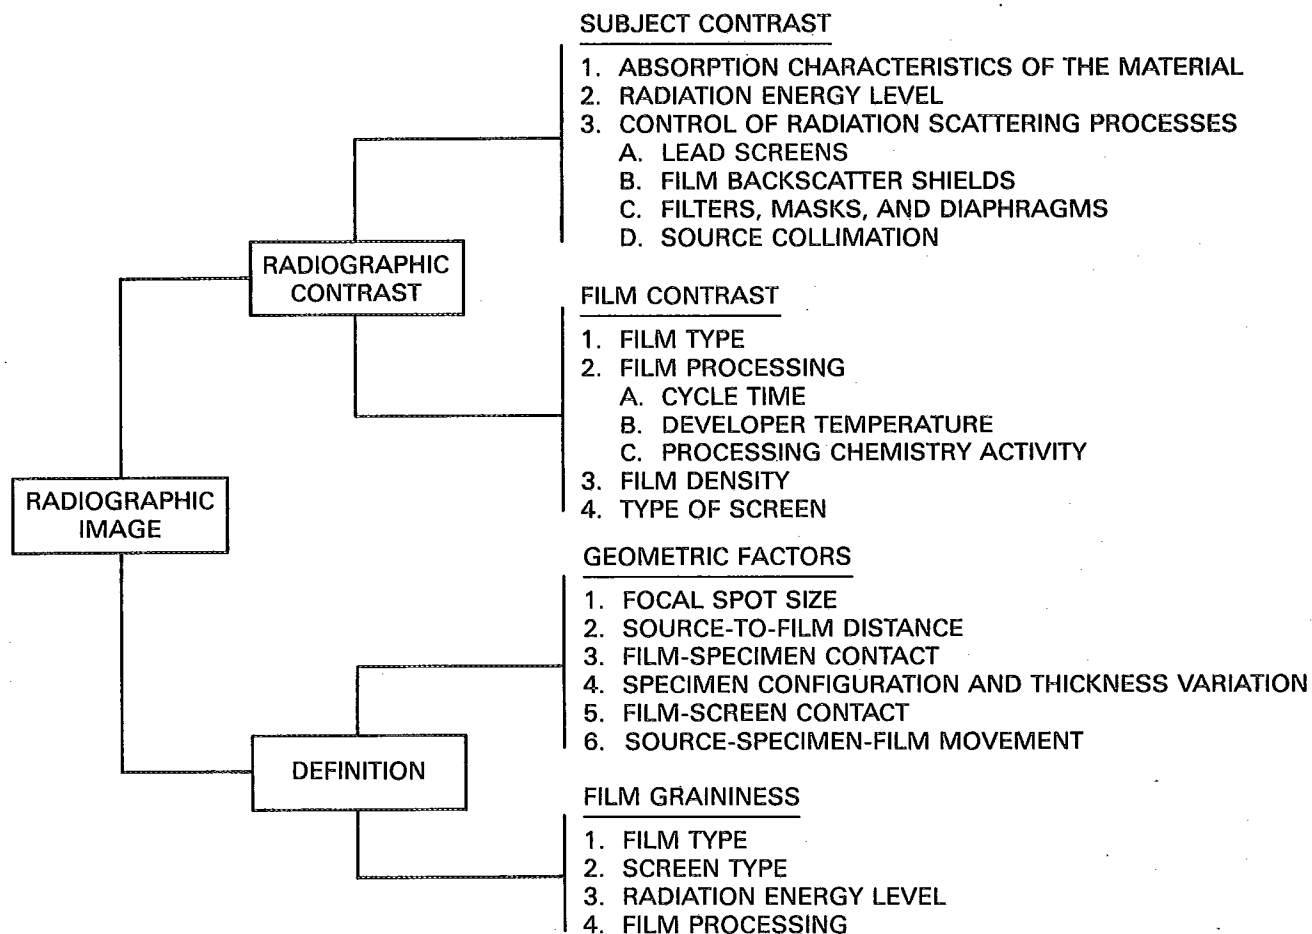 SUBJECT CONTRAST
1. ABSORPTION CHARACTERISTICS OF THE MATERIAL
2. RADIATION ENERGY LEVEL
3. CONTROL OF RADIATION SCATTERING PROCESSES
A. LEAD SCREENS
B. FILM BACKSCATTER SHIELDS
C. FILTERS, MASKS, AND DIAPHRAGMS
D. SOURCE COLLIMATION
RADIOGRAPHIC
CONTRAST
FILM CONTRAST
1. FILM TYPE
2. FILM PROCESSING
A. CYCLE TIME
B. DEVELOPER TEMPERATURE
C. PROCESSING CHEMISTRY ACTIVITY
3. FILM DENSITY
4. TYPE OF SCREEN
RADIOGRAPHIC
IMAGE
GEOMETRIC FACTORS
1. FOCAL SPOT SIZE
2. SOURCE-TO-FILM DISTANCE
3. FILM-SPECIMEN CONTACT
4. SPECIMEN CONFIGURATION AND THICKNESS VARIATION
5. FILM-SCREEN CONTACT
6. SOURCE-SPECIMEN-FILM MOVEMENT
DEFINITION
FILM GRAININESS
1. FILM TYPE
2. SCREEN TYPE
3. RADIATION ENERGY LEVEL
4. FILM PROCESSING